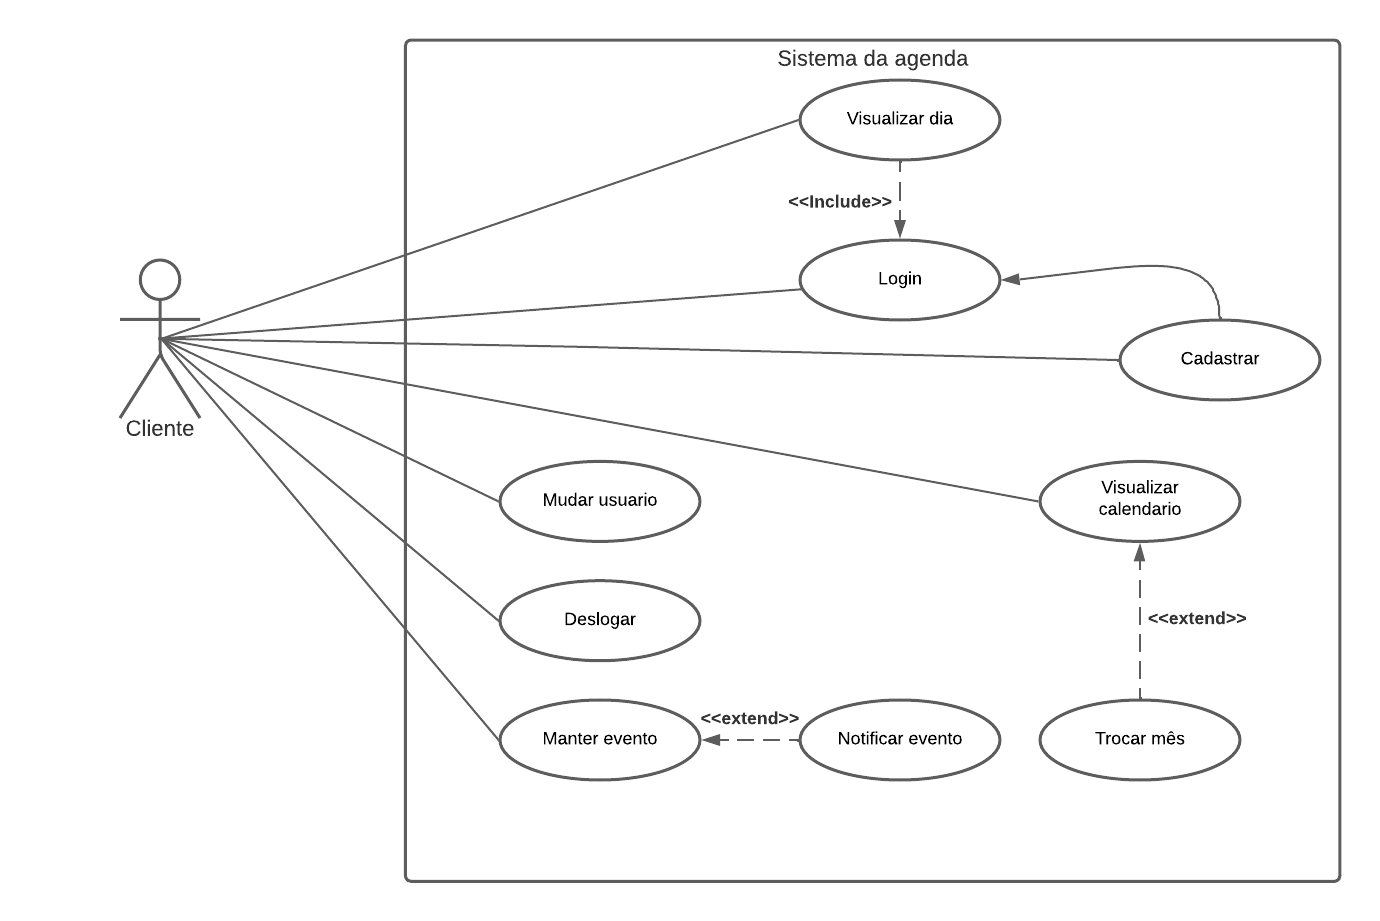 Sistema da agenda
Visualizar dia
<<Include>>
Login
Cadastrar
Cliente
Mudar usuario
Visualizar
calendario
Deslogar
<<extend>>
Manter evento
<<extend>>
Notificar evento
Trocar mês